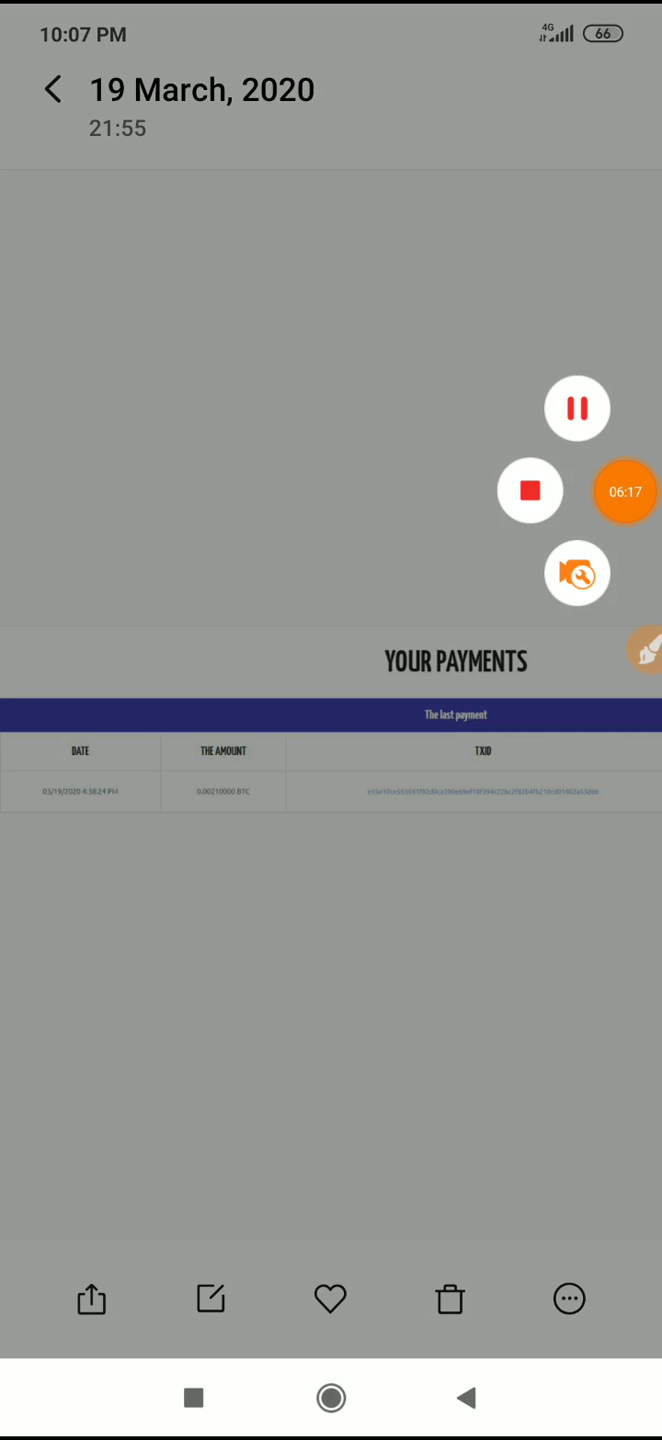 10:07 PM
4G
66
19 March, 2020
21:55
06:17
YOUR PAYMENTS
The last payment
DATE THE AMOUNT TXID
03/19/2020 4:38:24 PM 0.00210000 BTC